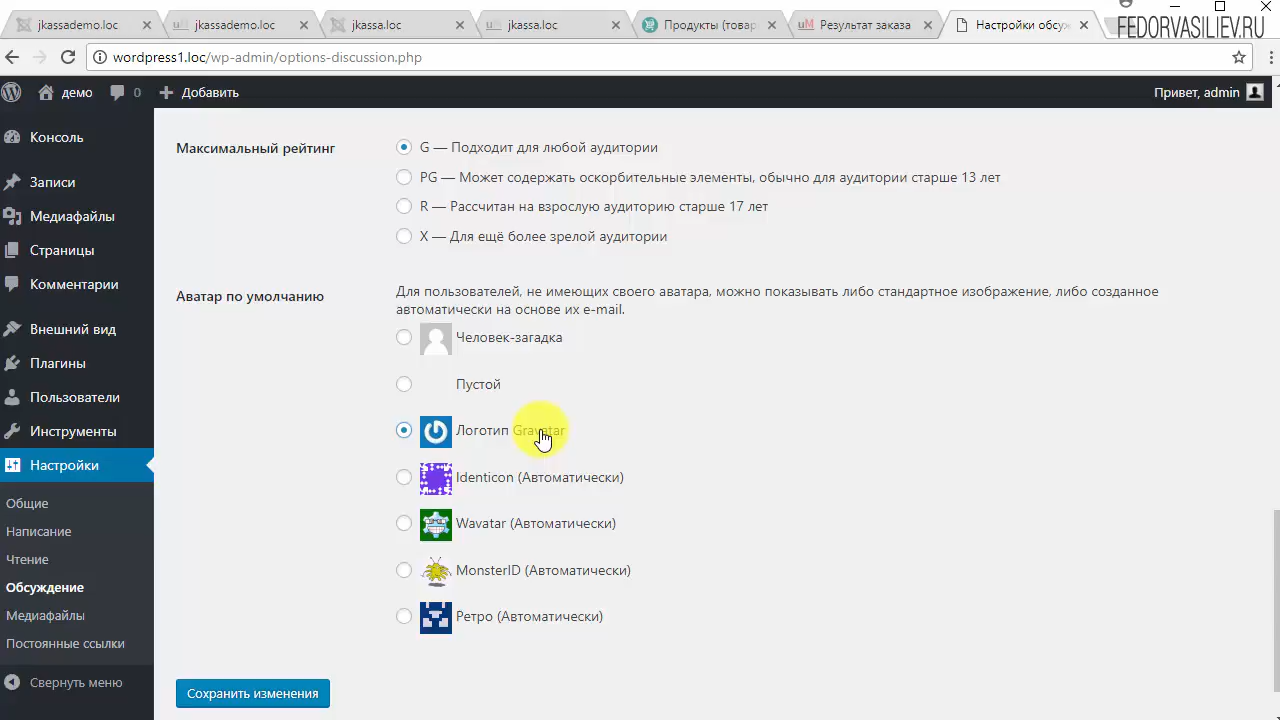 jkassademo.loc
jkassademo.loc
jkassa.loc
jkassa.loc
Продукты (товар
Результат заказа
Настройки обсу
FEDORVASILIEV.RU
wordpress1.loc/wp-admin/options-discussion.php
демо
0
Добавить
Привет, admin
Консоль
Записи
Медиафайлы
Страницы
Комментарии
Внешний вид
Плагины
Пользователи
Инструменты
Настройки
Общие
Написание
Чтение
Обсуждение
Медиафайлы
Постоянные ссылки
Свернуть меню
Максимальный рейтинг
G — Подходит для любой аудитории
PG — Может содержать оскорбительные элементы, обычно для аудитории старше 13 лет
R — Рассчитан на взрослую аудиторию старше 17 лет
X — Для ещё более зрелой аудитории
Аватар по умолчанию
Для пользователей, не имеющих своего аватара, можно показывать либо стандартное изображение, либо созданное
автоматически на основе их e-mail.
Человек-загадка
Пустой
Логотип Gravatar
Identicon (Автоматически)
Wavatar (Автоматически)
MonsterID (Автоматически)
Ретро (Автоматически)
Сохранить изменения